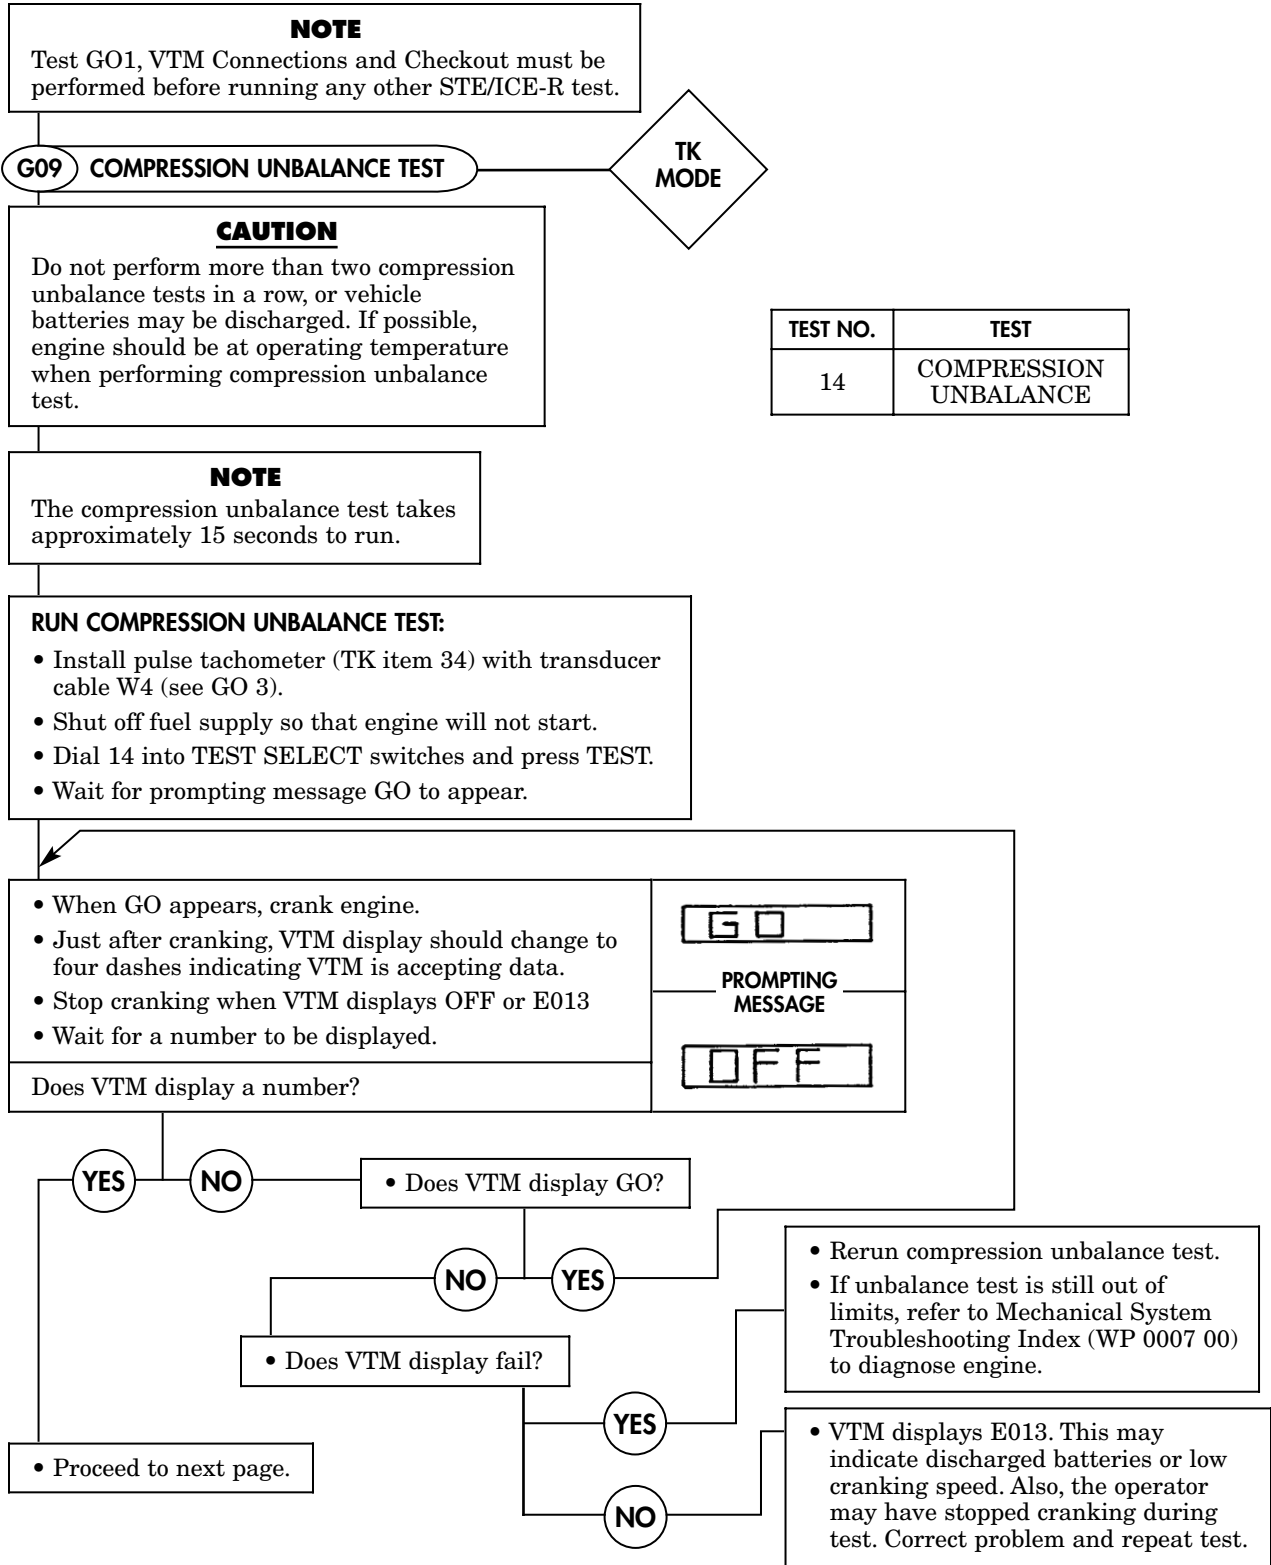 NOTE
Test GO1, VTM Connections and Checkout must be
performed before running any other STE/ICE-R test.
G09 COMPRESSION UNBALANCE TEST
TK
MODE
CAUTION
Do not perform more than two compression
unbalance tests in a row, or vehicle
batteries may be discharged. If possible,
engine should be at operating temperature
when performing compression unbalance
test.
TEST NO. TEST
14 COMPRESSION
UNBALANCE
NOTE
The compression unbalance test takes
approximately 15 seconds to run.
RUN COMPRESSION UNBALANCE TEST:
• Install pulse tachometer (TK item 34) with transducer
cable W4 (see GO 3).
• Shut off fuel supply so that engine will not start.
• Dial 14 into TEST SELECT switches and press TEST.
• Wait for prompting message GO to appear.
• When GO appears, crank engine.
• Just after cranking, VTM display should change to
four dashes indicating VTM is accepting data.
• Stop cranking when VTM displays OFF or E013
• Wait for a number to be displayed.
Does VTM display a number?
GO
PROMPTING
MESSAGE
OFF
YES
NO
• Does VTM display GO?
NO
YES
• Rerun compression unbalance test.
• If unbalance test is still out of
limits, refer to Mechanical System
Troubleshooting Index (WP 0007 00)
to diagnose engine.
• Does VTM display fail?
YES
• Proceed to next page.
NO
• VTM displays E013. This may
indicate discharged batteries or low
cranking speed. Also, the operator
may have stopped cranking during
test. Correct problem and repeat test.